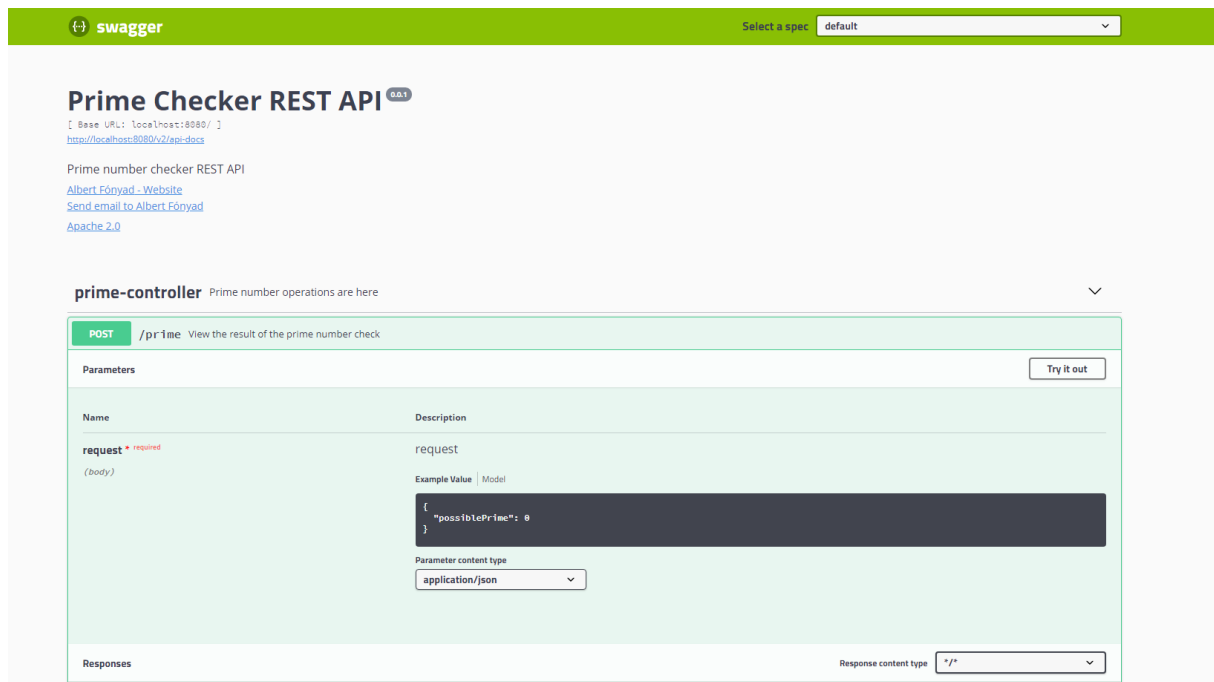 swagger
Select a spec default
Prime Checker REST API 0.0.1
[ Base URL: localhost:8080/ ]
http://localhost:8080/v2/api-docs
Prime number checker REST API
Albert Fónyad - Website
Send email to Albert Fónyad
Apache 2.0
prime-controller Prime number operations are here
POST /prime View the result of the prime number check
Parameters Try it out
Name Description
request * required request
(body)
Example Value Model
{
"possiblePrime": 0
}
Parameter content type
application/json
Responses Response content type */*